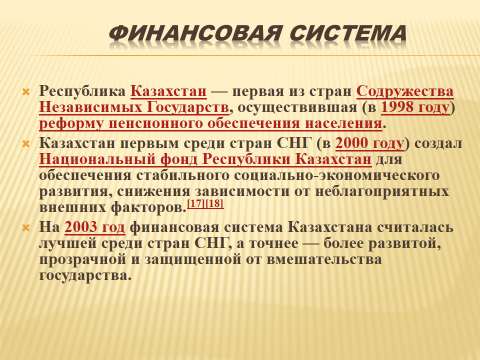 ФИНАНСОВАЯ СИСТЕМА
Республика Казахстан — первая из стран Содружества
Независимых Государств, осуществившая (в 1998 году)
реформу пенсионного обеспечения населения.
Казахстан первым среди стран СНГ (в 2000 году) создал
Национальный фонд Республики Казахстан для
обеспечения стабильного социально-экономического
развития, снижения зависимости от неблагоприятных
внешних факторов.[17][18]
На 2003 год финансовая система Казахстана считалась
лучшей среди стран СНГ, а точнее — более развитой,
прозрачной и защищенной от вмешательства
государства.